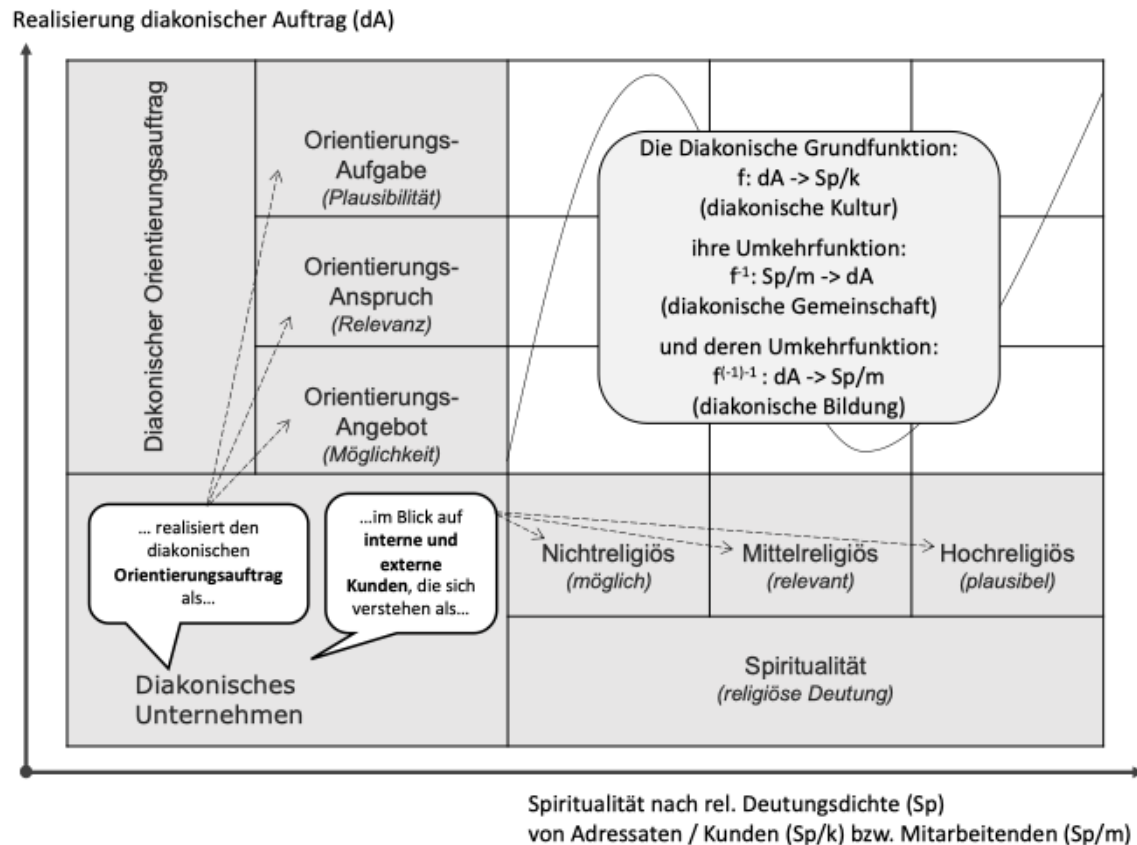 Realisierung diakonischer Auftrag (dA)
Diakonischer Orientierungsauftrag
Orientierungs-
Aufgabe
(Plausibilität)
Orientierungs-
Anspruch
(Relevanz)
Orientierungs-
Angebot
(Möglichkeit)
Die Diakonische Grundfunktion:
f: dA -> Sp/k
(diakonische Kultur)
ihre Umkehrfunktion:
f⁻¹: Sp/m -> dA
(diakonische Gemeinschaft)
und deren Umkehrfunktion:
f⁽⁻¹⁾⁻¹ : dA -> Sp/m
(diakonische Bildung)
... realisiert den
diakonischen
Orientierungsauftrag
als...
...im Blick auf
interne und
externe
Kunden, die sich
verstehen als...
Nichtreligiös
(möglich)
Mittelreligiös
(relevant)
Hochreligiös
(plausibel)
Diakonisches
Unternehmen
Spiritualität
(religiöse Deutung)
Spiritualität nach rel. Deutungsdichte (Sp)
von Adressaten / Kunden (Sp/k) bzw. Mitarbeitenden (Sp/m)